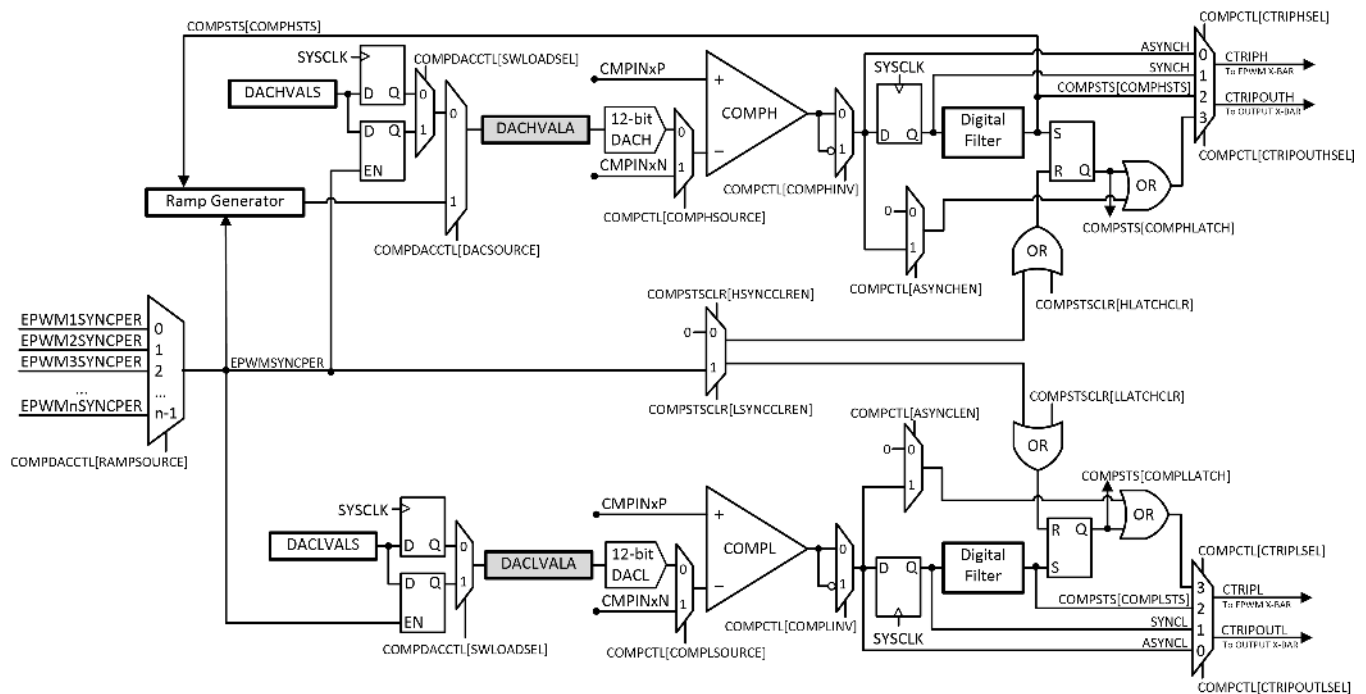 COMPCTL[CTRIPHSEL]
COMPSTS[COMPHSTS]
SYSCLK
COMPDACCTL[SWLOADSEL]
ASYNCH
0
CTRIPH
To EPWM X-BAR
CMPINxP
+
SYSCLK
SYNCH
1
DACHVALS
D Q
0
COMPSTS[COMPHSTS]
2
CTRIPOUTH
To OUTPUT X-BAR
0
DACHVALA
12-bit
DACH
0
COMPH
0
D Q
Digital
Filter
S
3
D Q
1
1
−
1
R
OR
CMPINxN
COMPCTL[CTRIPOUTHSEL]
EN
COMPCTL[COMPHINV]
Ramp Generator
1
COMPCTL[COMPHSOURCE]
0
0
COMPSTS[COMPHLATCH]
OR
1
COMPDACCTL[DACSOURCE]
COMPCTL[ASYNCHEN]
COMPSTSCLR[HSYNCCLREN]
COMPSTSCLR[HLATCHCLR]
EPWM1SYNCPER
0
0
0
EPWM2SYNCPER
1
EPWM3SYNCPER
2
EPWMSYNCPER
1
...
...
EPWMnSYNCPER
n-1
COMPSTSCLR[LSYNCCLREN]
COMPSTSCLR[LLATCHCLR]
COMPCTL[ASYNCLEN]
COMPDACCTL[RAMPSOURCE]
OR
0
0
COMPSTS[COMPLLATCH]
1
SYSCLK
CMPINxP
+
OR
DACLVALS
D Q
0
DACLVALA
12-bit
DACL
0
COMPL
0
R Q
COMPCTL[CTRIPLSEL]
D Q
Digital
Filter
S
D Q
1
1
−
1
3
CTRIPL
To EPWM X-BAR
CMPINxN
COMPSTS[COMPLSTS]
2
EN
COMPCTL[COMPLINV]
SYSCLK
SYNCL
1
CTRIPOUTL
To OUTPUT X-BAR
COMPDACCTL[SWLOADSEL]
COMPCTL[COMPLSOURCE]
ASYNCL
0
COMPCTL[CTRIPOUTLSEL]